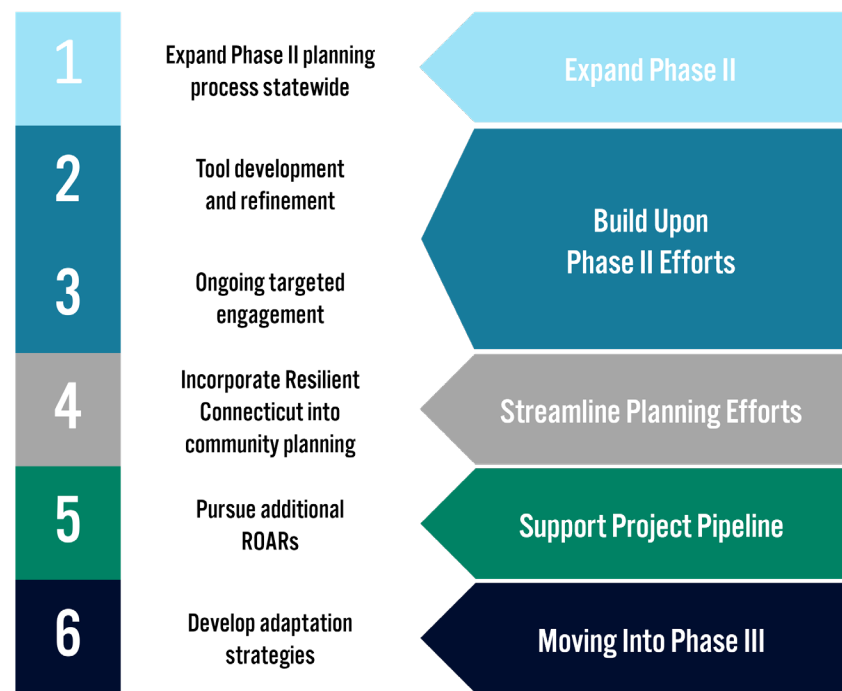 1
Expand Phase II planning
process statewide
Expand Phase II
2
Tool development
and refinement
Build Upon
Phase II Efforts
3
Ongoing targeted
engagement
4
Incorporate Resilient
Connecticut into
community planning
Streamline Planning Efforts
5
Pursue additional
ROARs
Support Project Pipeline
6
Develop adaptation
strategies
Moving Into Phase III